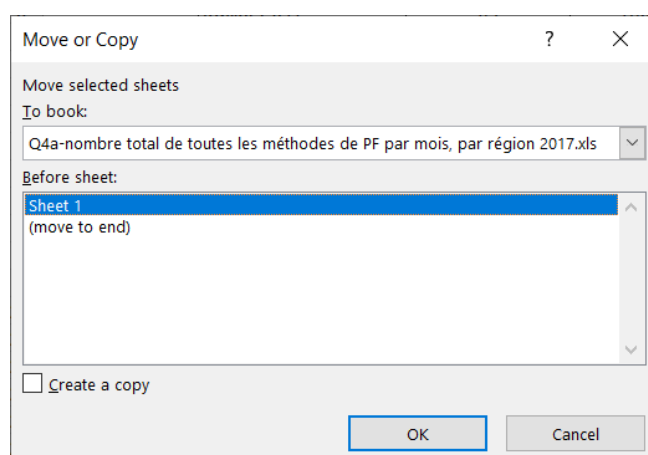 Move or Copy
?
Move selected sheets
To book:
Q4a-nombre total de toutes les méthodes de PF par mois, par région 2017.xls
Before sheet:
Sheet 1
(move to end)
Create a copy
OK
Cancel